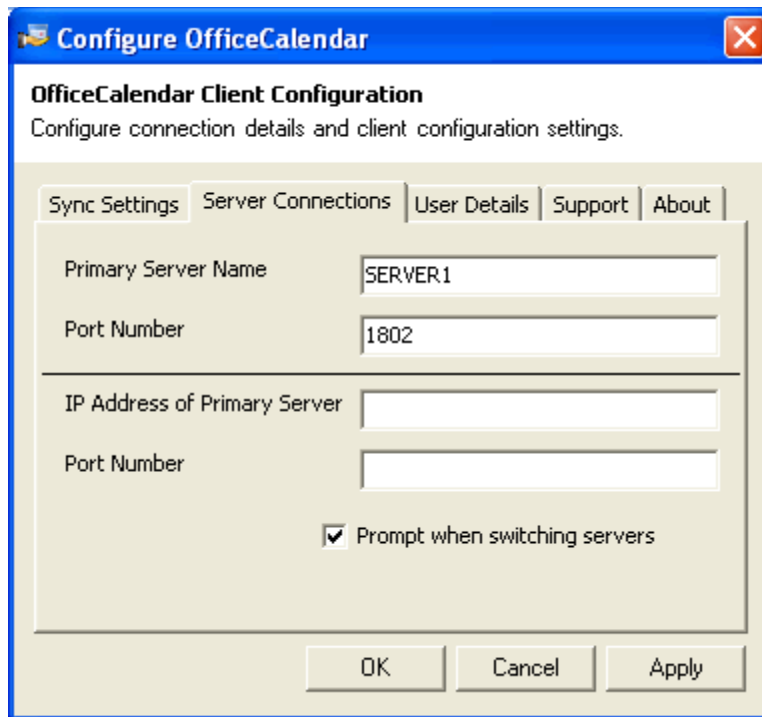 Configure OfficeCalendar
OfficeCalendar Client Configuration
Configure connection details and client configuration settings.
Sync Settings Server Connections User Details Support About
Primary Server Name SERVER1
Port Number 1802
IP Address of Primary Server
Port Number
Prompt when switching servers
OK Cancel Apply